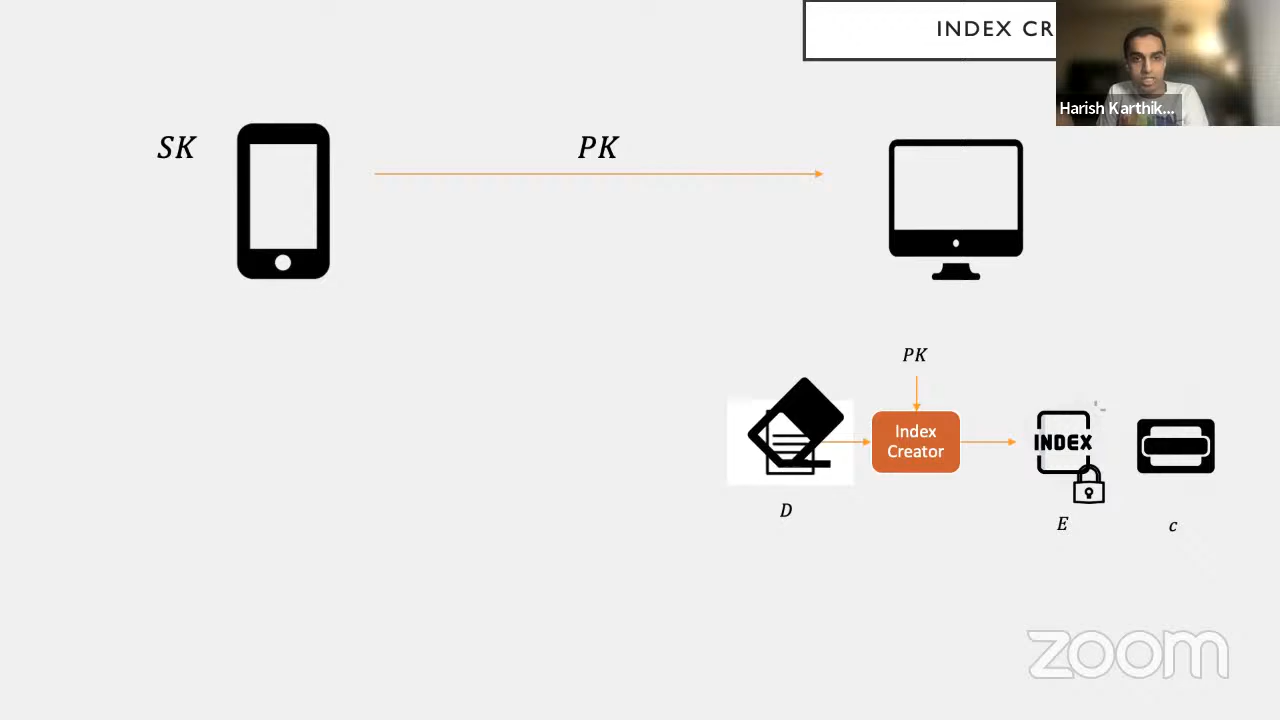 INDEX CR
Harish Karthik...
SK
PK
PK
Index
Creator
INDEX
D
E
c
zoom